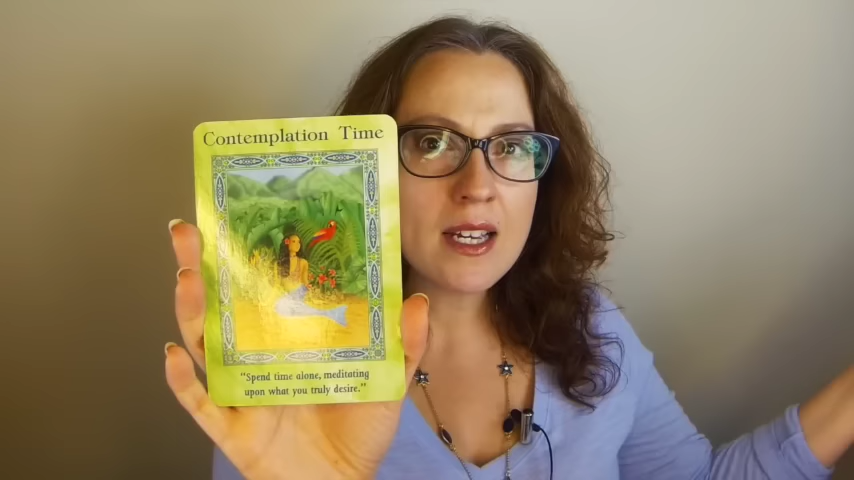 Contemplation Time
"Spend time alone, meditating
upon what you truly desire."